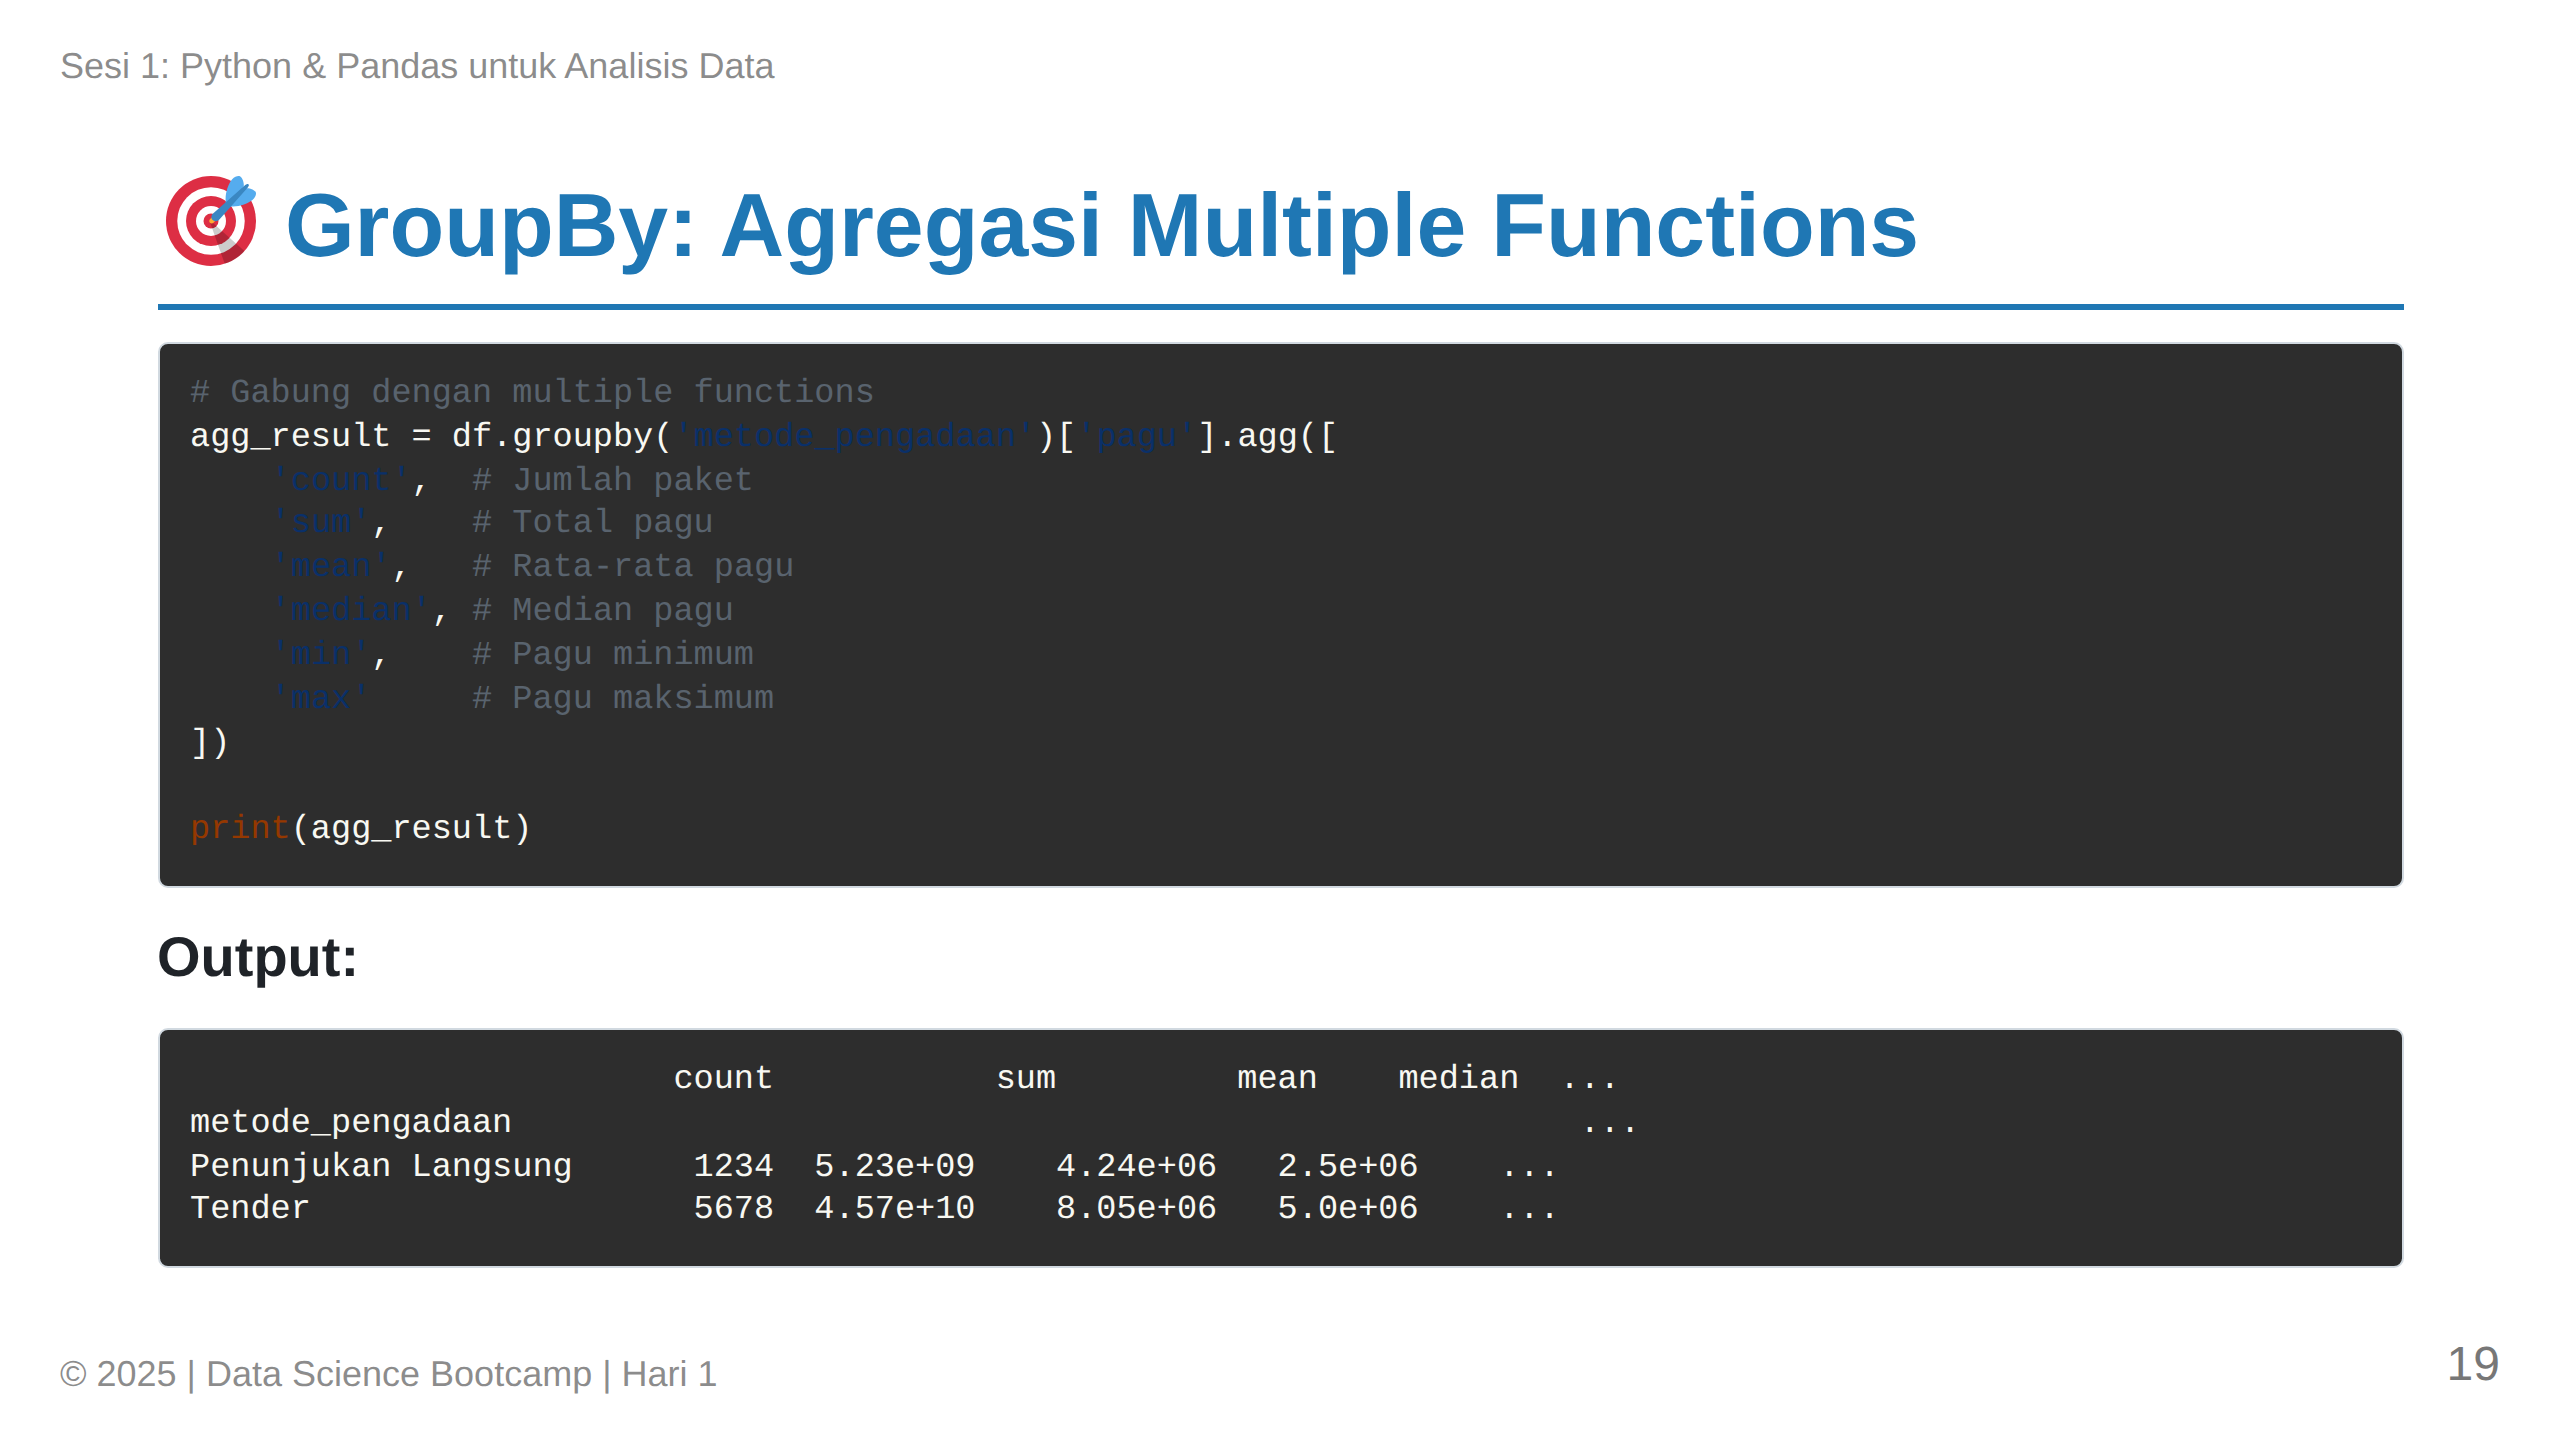 Sesi 1: Python & Pandas untuk Analisis Data
🎯 GroupBy: Agregasi Multiple Functions
# Gabung dengan multiple functions
agg_result = df.groupby('metode_pengadaan')['pagu'].agg([
    'count',  # Jumlah paket
    'sum',    # Total pagu
    'mean',   # Rata-rata pagu
    'median', # Median pagu
    'min',    # Pagu minimum
    'max'     # Pagu maksimum
])
print(agg_result)
Output:
                        count           sum         mean    median  ...
metode_pengadaan                                                     ...
Penunjukan Langsung      1234  5.23e+09    4.24e+06   2.5e+06    ...
Tender                   5678  4.57e+10    8.05e+06   5.0e+06    ...
© 2025 | Data Science Bootcamp | Hari 1
19